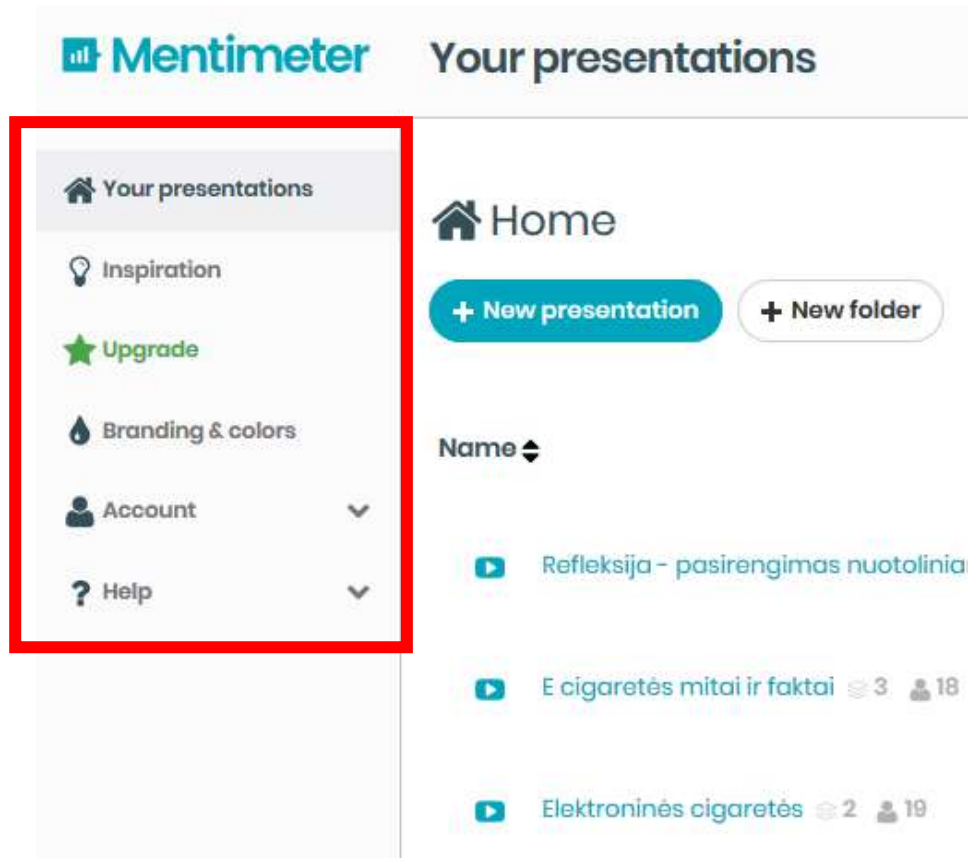 Mentimeter
Your presentations
Your presentations
Inspiration
Upgrade
Branding & colors
Account
? Help
Home
+ New presentation
+ New folder
Name
Refleksija - pasirengimas
E cigaretės mitai ir faktai 3 18
Elektroninės cigaretės 2 19